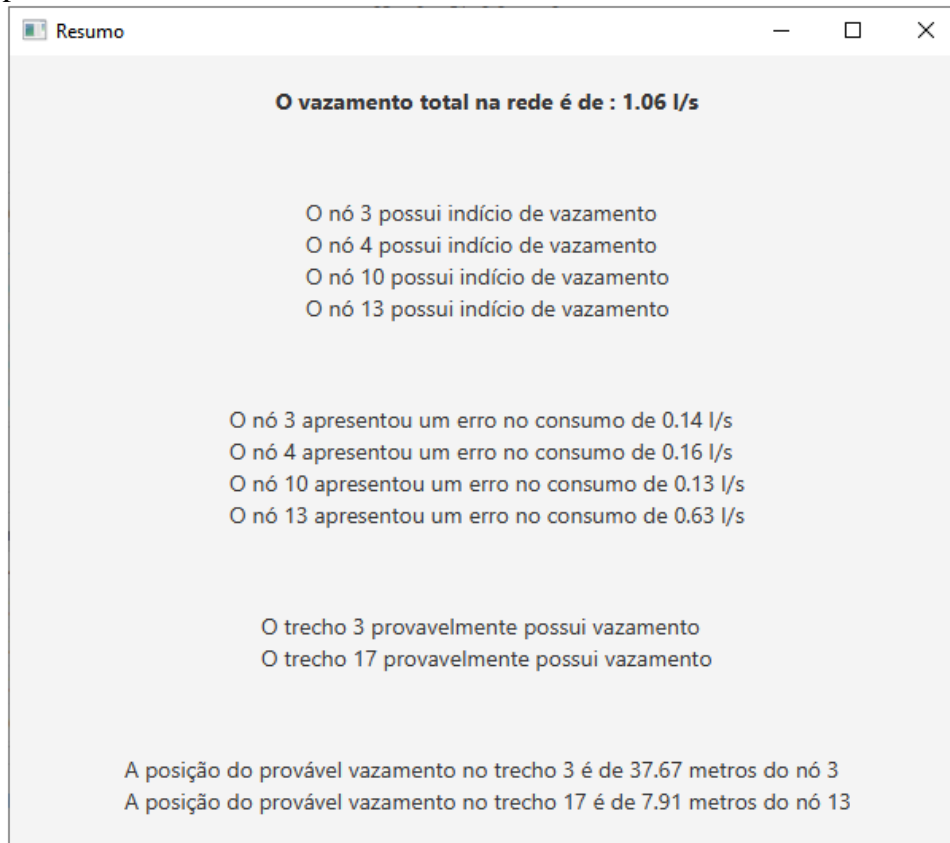 Resumo
O vazamento total na rede é de : 1.06 l/s
O nó 3 possui indício de vazamento
O nó 4 possui indício de vazamento
O nó 10 possui indício de vazamento
O nó 13 possui indício de vazamento
O nó 3 apresentou um erro no consumo de 0.14 l/s
O nó 4 apresentou um erro no consumo de 0.16 l/s
O nó 10 apresentou um erro no consumo de 0.13 l/s
O nó 13 apresentou um erro no consumo de 0.63 l/s
O trecho 3 provavelmente possui vazamento
O trecho 17 provavelmente possui vazamento
A posição do provável vazamento no trecho 3 é de 37.67 metros do nó 3
A posição do provável vazamento no trecho 17 é de 7.91 metros do nó 13